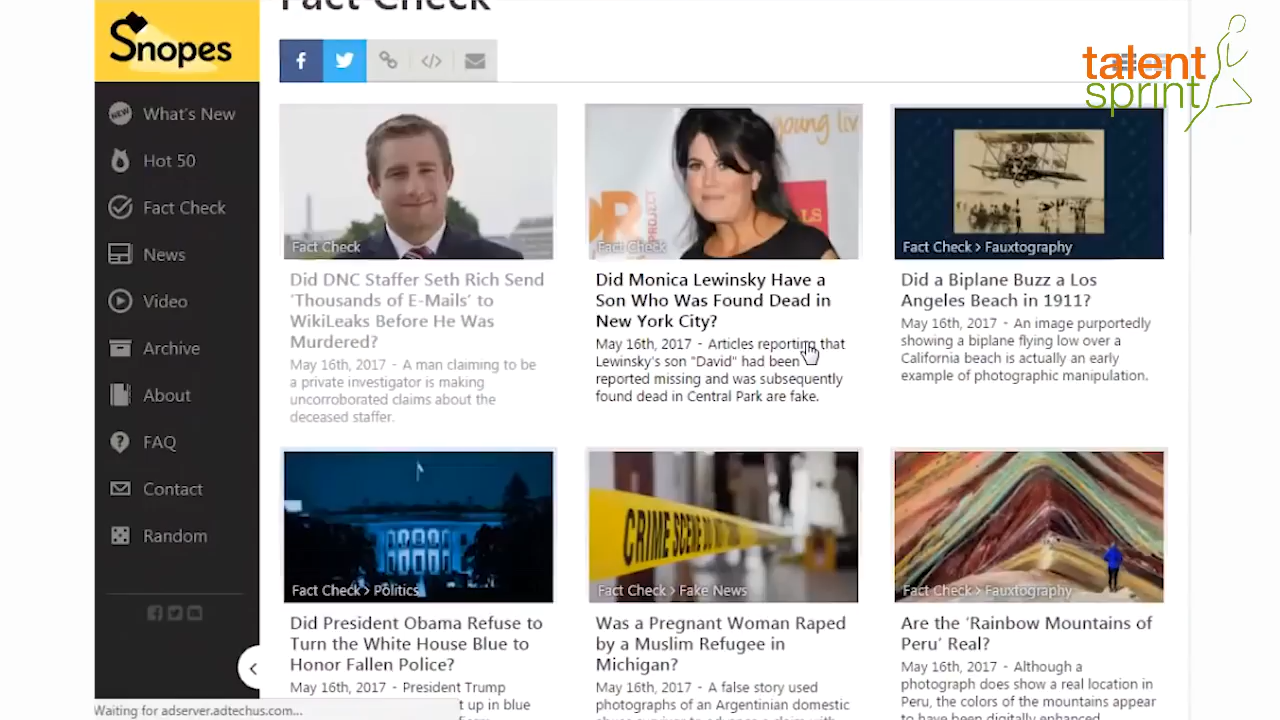 Fact Check
Snopes
talent
sprint
What's New
Hot 50
Fact Check
News
Video
Archive
About
FAQ
Contact
Random
Fact Check
Did DNC Staffer Seth Rich Send
'Thousands of E-Mails' to
WikiLeaks Before He Was
Murdered?
May 16th, 2017 - A man claiming to be
a private investigator is making
uncorroborated claims about the
deceased staffer.
young liv
PROJECT
LS
Fact Check
Did Monica Lewinsky Have a
Son Who Was Found Dead in
New York City?
May 16th, 2017 - Articles reporting that
Lewinsky's son "David" had been
reported missing and was subsequently
found dead in Central Park are fake.
Fact Check > Fauxtography
Did a Biplane Buzz a Los
Angeles Beach in 1911?
May 16th, 2017 - An image purportedly
showing a biplane flying low over a
California beach is actually an early
example of photographic manipulation.
Fact Check > Politics
Did President Obama Refuse to
Turn the White House Blue to
Honor Fallen Police?
May 16th, 2017 - President Trump
t up in blue
CRIME SCENE DO NOT
Fact Check > Fake News
Was a Pregnant Woman Raped
by a Muslim Refugee in
Michigan?
May 16th, 2017 - A false story used
photographs of an Argentinian domestic
Fact Check > Fauxtography
Are the 'Rainbow Mountains of
Peru' Real?
May 16th, 2017 - Although a
photograph does show a real location in
Peru, the colors of the mountains appear
to have been digitally enhanced.
Waiting for adserver.adtechus.com...